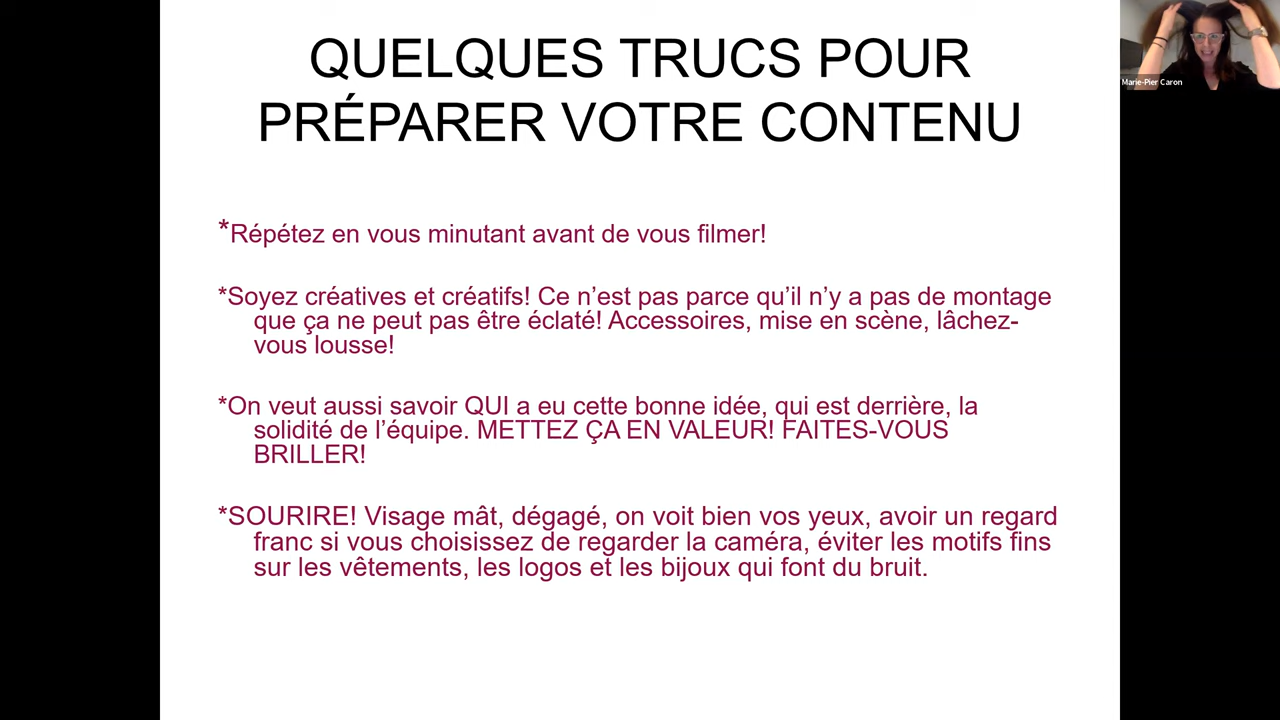 QUELQUES TRUCS POUR
PRÉPARER VOTRE CONTENU
*Répétez en vous minutant avant de vous filmer!
*Soyez créatives et créatifs! Ce n’est pas parce qu’il n’y a pas de montage
que ça ne peut pas être éclaté! Accessoires, mise en scène, lâchez-
vous lousse!
*On veut aussi savoir QUI a eu cette bonne idée, qui est derrière, la
solidité de l’équipe. METTEZ ÇA EN VALEUR! FAITES-VOUS
BRILLER!
*SOURIRE! Visage mât, dégagé, on voit bien vos yeux, avoir un regard
franc si vous choisissez de regarder la caméra, éviter les motifs fins
sur les vêtements, les logos et les bijoux qui font du bruit.
Marie-Pier Caron